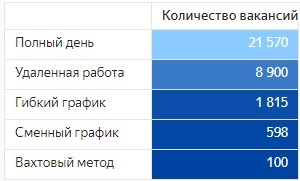 Количество вакансий
Полный день 21 570
Удаленная работа 8 900
Гибкий график 1 815
Сменный график 598
Вахтовый метод 100